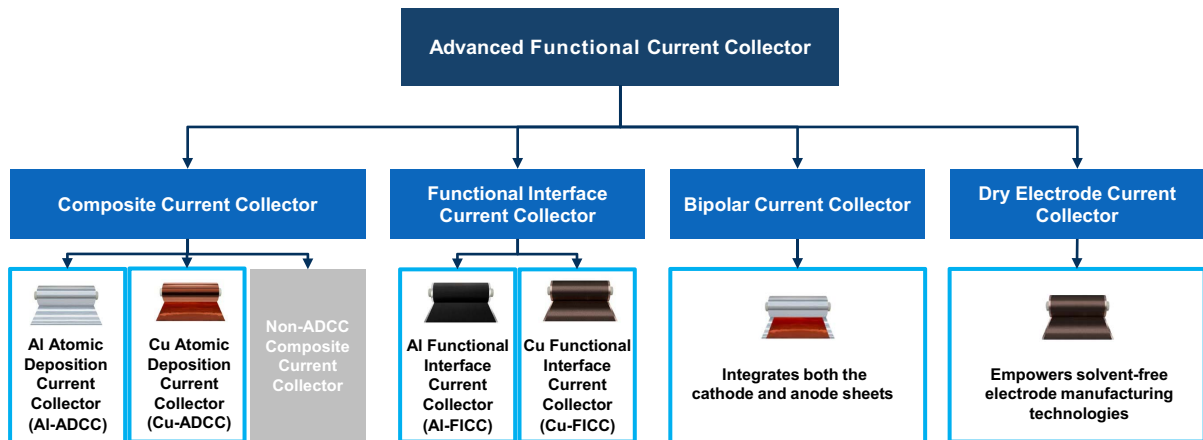 Advanced Functional Current Collector
Composite Current Collector
Functional Interface
Current Collector
Bipolar Current Collector
Dry Electrode Current
Collector
Al Atomic
Deposition
Current
Collector
(Al-ADCC)
Cu Atomic
Deposition
Current
Collector
(Cu-ADCC)
Non-ADCC
Composite
Current
Collector
Al Functional
Interface
Current
Collector
(Al-FICC)
Cu Functional
Interface
Current
Collector
(Cu-FICC)
Integrates both the
cathode and anode sheets
Empowers solvent-free
electrode manufacturing
technologies